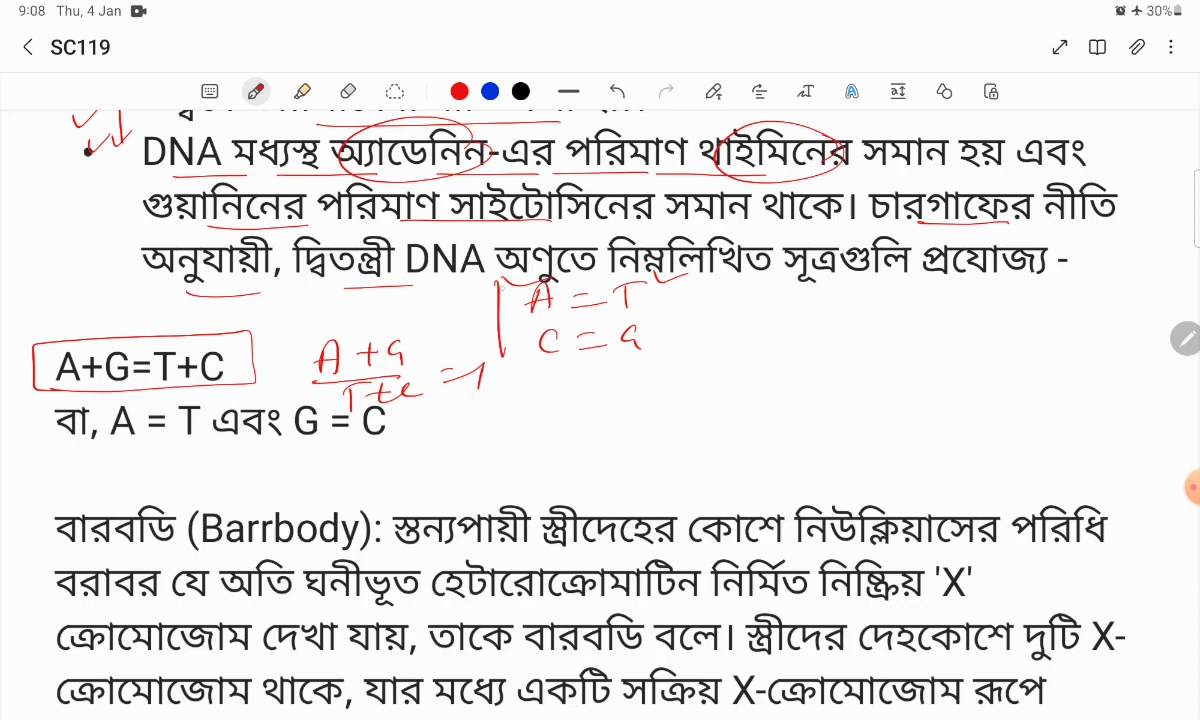 9:08 Thu, 4 Jan 30%
SC119
DNA মধ্যস্থ অ্যাডেনিন-এর পরিমাণ থাইমিনের সমান হয় এবং
গুয়ানিনের পরিমাণ সাইটোসিনের সমান থাকে। চারগাফের নীতি
অনুযায়ী, দ্বিতন্ত্রী DNA অণুতে নিম্নলিখিত সূত্রগুলি প্রযোজ্য -
A = T
C = G
A+G=T+C
A+G
T+C = 1
বা, A = T এবং G = C
বারবডি (Barrbody): স্তন্যপায়ী স্ত্রীদেহের কোশে নিউক্লিয়াসের পরিধি
বরাবর যে অতি ঘনীভূত হেটারোক্রোমাটিন নির্মিত নিষ্ক্রিয় 'X'
ক্রোমোজোম দেখা যায়, তাকে বারবডি বলে। স্ত্রীদের দেহকোশে দুটি X-
ক্রোমোজোম থাকে, যার মধ্যে একটি সক্রিয় X-ক্রোমোজোম রূপে